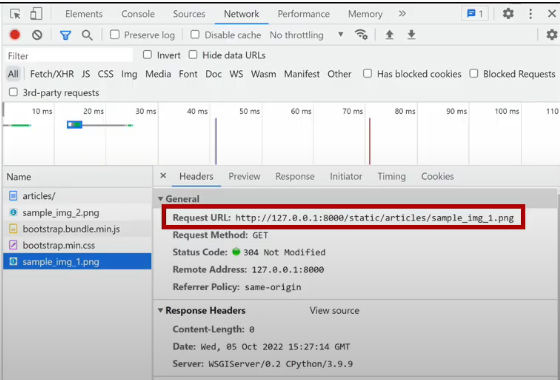 Elements Console Sources Network Performance Memory » 1
Preserve log Disable cache No throttling
Filter Invert Hide data URLs
All Fetch/XHR JS CSS Img Media Font Doc WS Wasm Manifest Other Has blocked cookies Blocked Requests
3rd-party requests
10 ms 20 ms 30 ms 40 ms 50 ms 60 ms 70 ms 80 ms 90 ms 100 ms 110
Name
articles/
sample_img_2.png
bootstrap.bundle.min.js
bootstrap.min.css
sample_img_1.png
× Headers Preview Response Initiator Timing Cookies
▼ General
Request URL: http://127.0.0.1:8000/static/articles/sample_img_1.png
Request Method: GET
Status Code: 304 Not Modified
Remote Address: 127.0.0.1:8000
Referrer Policy: same-origin
▼ Response Headers View source
Content-Length: 0
Date: Wed, 05 Oct 2022 15:27:14 GMT
Server: WSGIServer/0.2 CPython/3.9.9